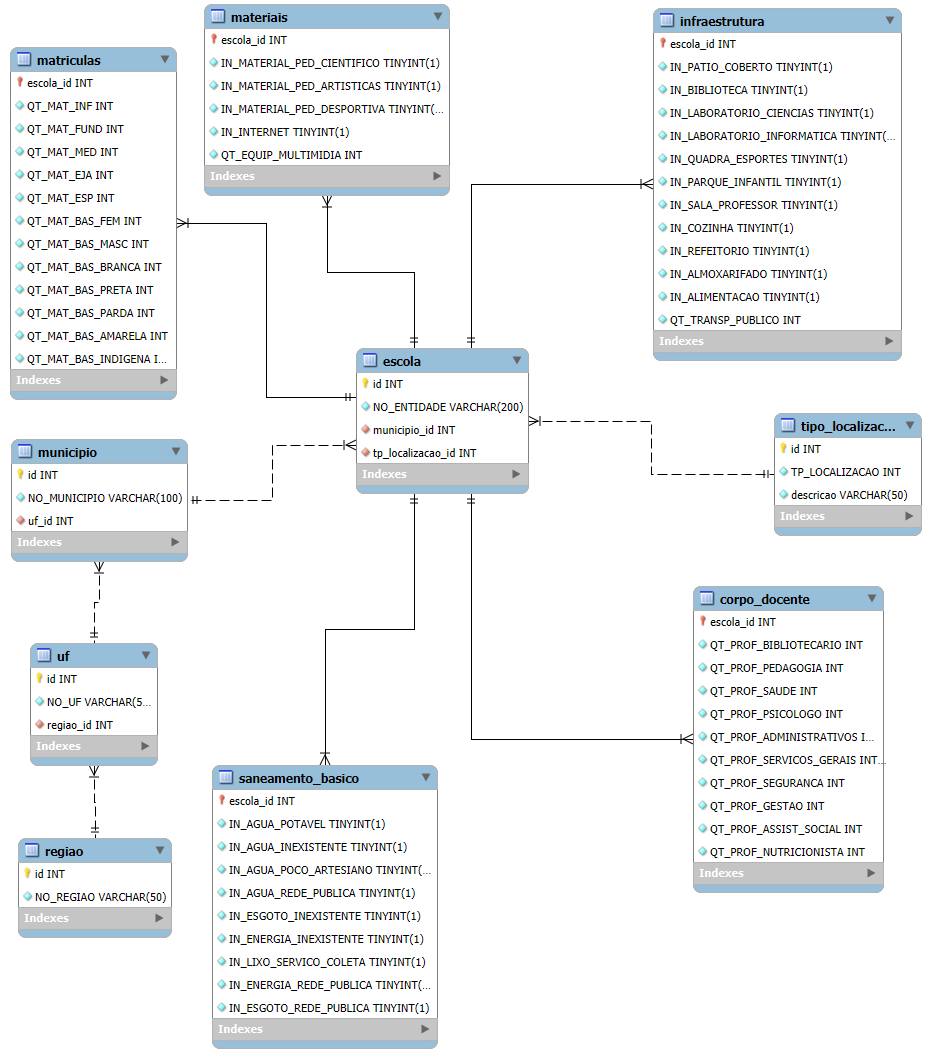 matriculas
escola_id INT
QT_MAT_INF INT
QT_MAT_FUND INT
QT_MAT_MED INT
QT_MAT_EJA INT
QT_MAT_ESP INT
QT_MAT_BAS_FEM INT
QT_MAT_BAS_MASC INT
QT_MAT_BAS_BRANCA INT
QT_MAT_BAS_PRETA INT
QT_MAT_BAS_PARDA INT
QT_MAT_BAS_AMARELA INT
QT_MAT_BAS_INDIGENA I...
Indexes
materiais
escola_id INT
IN_MATERIAL_PED_CIENTIFICO TINYINT(1)
IN_MATERIAL_PED_ARTISTICAS TINYINT(1)
IN_MATERIAL_PED_DESPORTIVA TINYINT(...
IN_INTERNET TINYINT(1)
QT_EQUIP_MULTIMIDIA INT
Indexes
infraestrutura
escola_id INT
IN_PATIO_COBERTO TINYINT(1)
IN_BIBLIOTECA TINYINT(1)
IN_LABORATORIO_CIENCIAS TINYINT(1)
IN_LABORATORIO_INFORMATICA TINYINT(...
IN_QUADRA_ESPORTES TINYINT(1)
IN_PARQUE_INFANTIL TINYINT(1)
IN_SALA_PROFESSOR TINYINT(1)
IN_COZINHA TINYINT(1)
IN_REFEITORIO TINYINT(1)
IN_ALMOXARIFADO TINYINT(1)
IN_ALIMENTACAO TINYINT(1)
QT_TRANSP_PUBLICO INT
Indexes
escola
id INT
NO_ENTIDADE VARCHAR(200)
municipio_id INT
tp_localizacao_id INT
Indexes
municipio
id INT
NO_MUNICIPIO VARCHAR(100)
uf_id INT
Indexes
tipo_localizac...
id INT
TP_LOCALIZACAO INT
descricao VARCHAR(50)
Indexes
uf
id INT
NO_UF VARCHAR(5...
regiao_id INT
Indexes
corpo_docente
escola_id INT
QT_PROF_BIBLIOTECARIO INT
QT_PROF_PEDAGOGIA INT
QT_PROF_SAUDE INT
QT_PROF_PSICOLOGO INT
QT_PROF_ADMINISTRATIVOS I...
QT_PROF_SERVICOS_GERAIS INT...
QT_PROF_SEGURANCA INT
QT_PROF_GESTAO INT
QT_PROF_ASSIST_SOCIAL INT
QT_PROF_NUTRICIONISTA INT
Indexes
regiao
id INT
NO_REGIAO VARCHAR(50)
Indexes
saneamento_basico
escola_id INT
IN_AGUA_POTAVEL TINYINT(1)
IN_AGUA_INEXISTENTE TINYINT(1)
IN_AGUA_POCO_ARTESIANO TINYINT(...
IN_AGUA_REDE_PUBLICA TINYINT(1)
IN_ESGOTO_INEXISTENTE TINYINT(1)
IN_ENERGIA_INEXISTENTE TINYINT(1)
IN_LIXO_SERVICO_COLETA TINYINT(1)
IN_ENERGIA_REDE_PUBLICA TINYINT(...
IN_ESGOTO_REDE_PUBLICA TINYINT(1)
Indexes